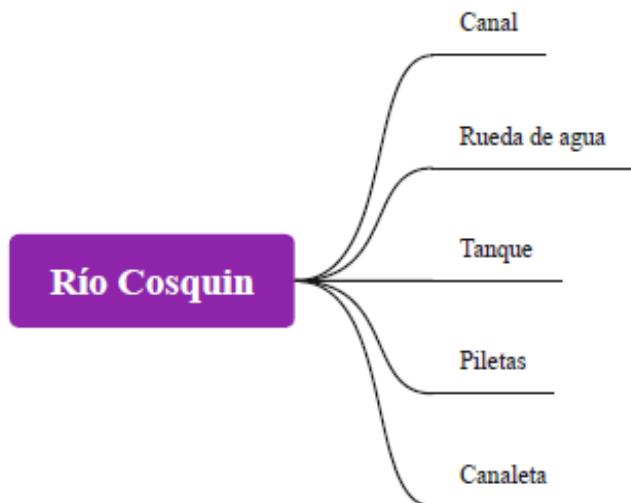 Canal
Rueda de agua
Río Cosquin
Tanque
Piletas
Canaleta